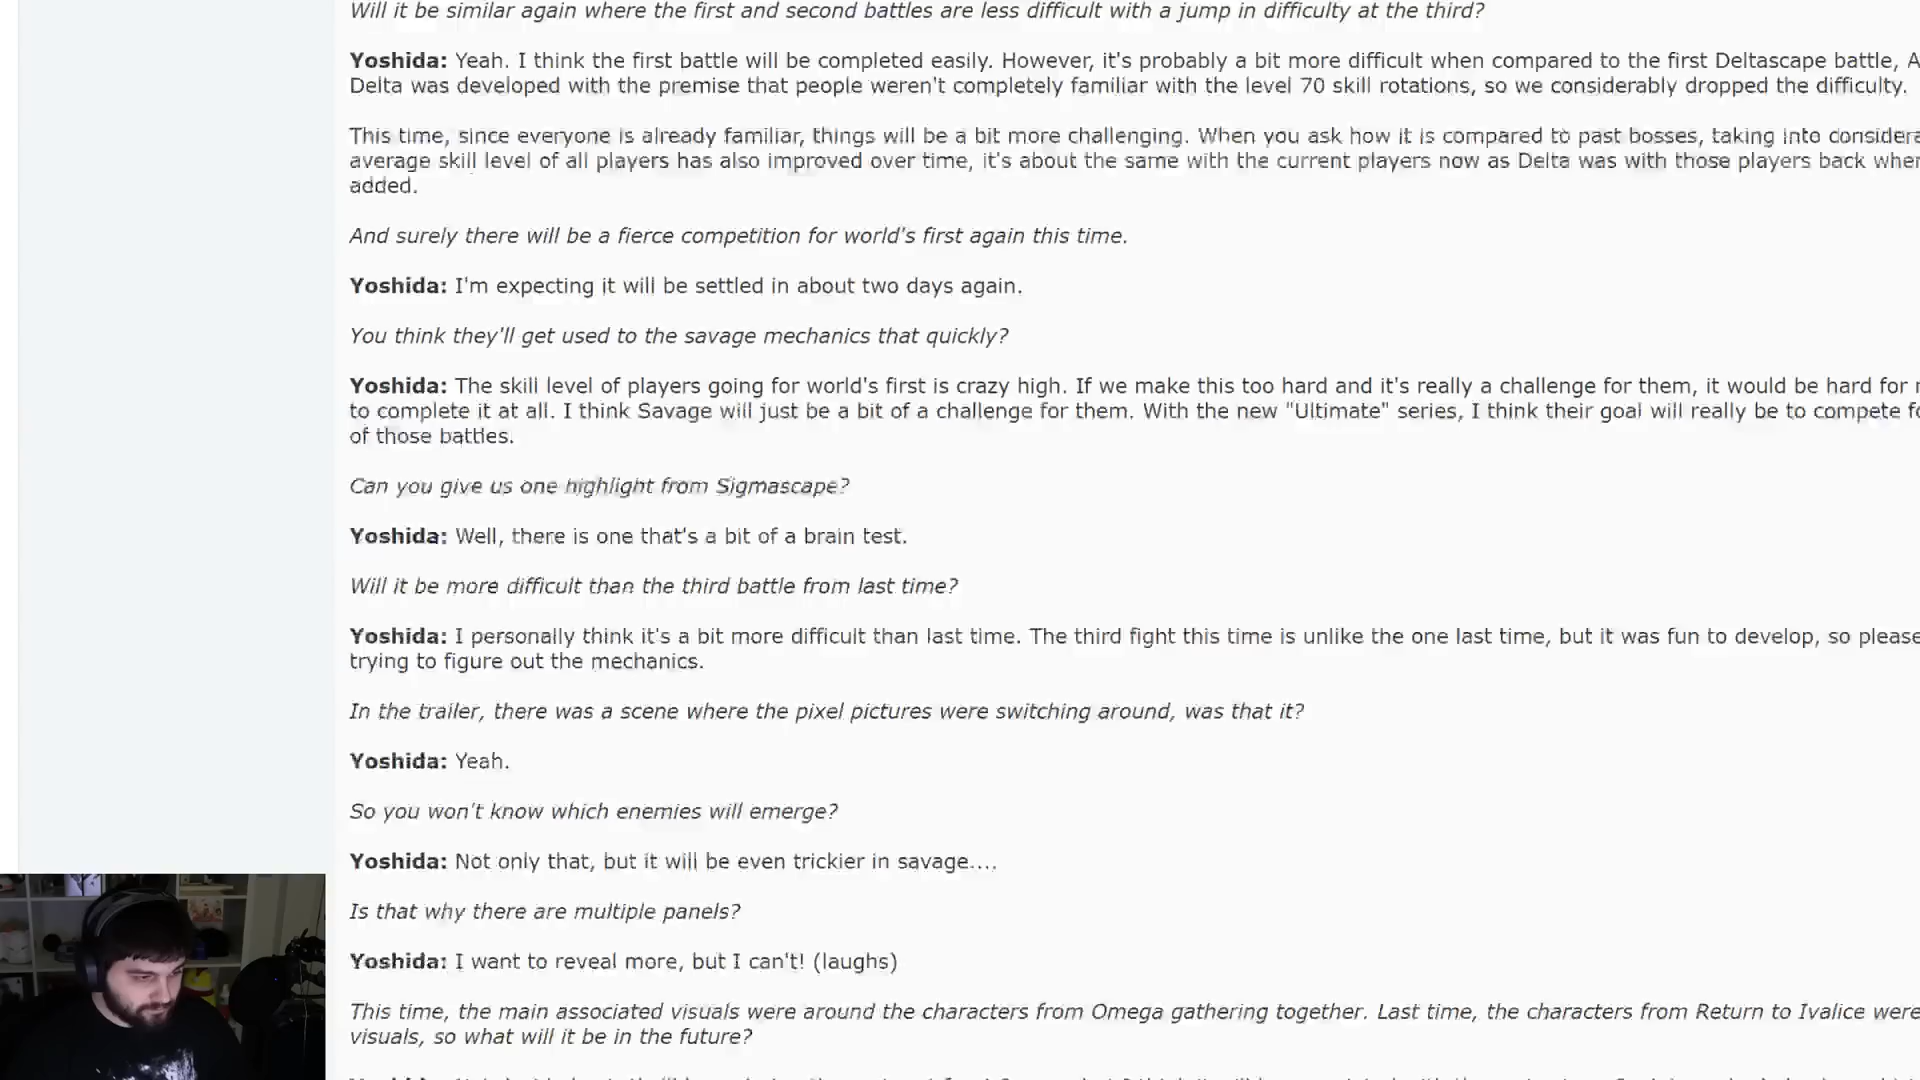 Will it be similar again where the first and second battles are less difficult with a jump in difficulty at the third?
Yoshida: Yeah. I think the first battle will be completed easily. However, it's probably a bit more difficult when compared to the first Deltascape battle, A
Delta was developed with the premise that people weren't completely familiar with the level 70 skill rotations, so we considerably dropped the difficulty.
This time, since everyone is already familiar, things will be a bit more challenging. When you ask how it is compared to past bosses, taking into considera
average skill level of all players has also improved over time, it's about the same with the current players now as Delta was with those players back when
added.
And surely there will be a fierce competition for world's first again this time.
Yoshida: I'm expecting it will be settled in about two days again.
You think they'll get used to the savage mechanics that quickly?
Yoshida: The skill level of players going for world's first is crazy high. If we make this too hard and it's really a challenge for them, it would be hard for
to complete it at all. I think Savage will just be a bit of a challenge for them. With the new "Ultimate" series, I think their goal will really be to compete fo
of those battles.
Can you give us one highlight from Sigmascape?
Yoshida: Well, there is one that's a bit of a brain test.
Will it be more difficult than the third battle from last time?
Yoshida: I personally think it's a bit more difficult than last time. The third fight this time is unlike the one last time, but it was fun to develop, so please
trying to figure out the mechanics.
In the trailer, there was a scene where the pixel pictures were switching around, was that it?
Yoshida: Yeah.
So you won't know which enemies will emerge?
Yoshida: Not only that, but it will be even trickier in savage....
Is that why there are multiple panels?
Yoshida: I want to reveal more, but I can't! (laughs)
This time, the main associated visuals were around the characters from Omega gathering together. Last time, the characters from Return to Ivalice were
visuals, so what will it be in the future?